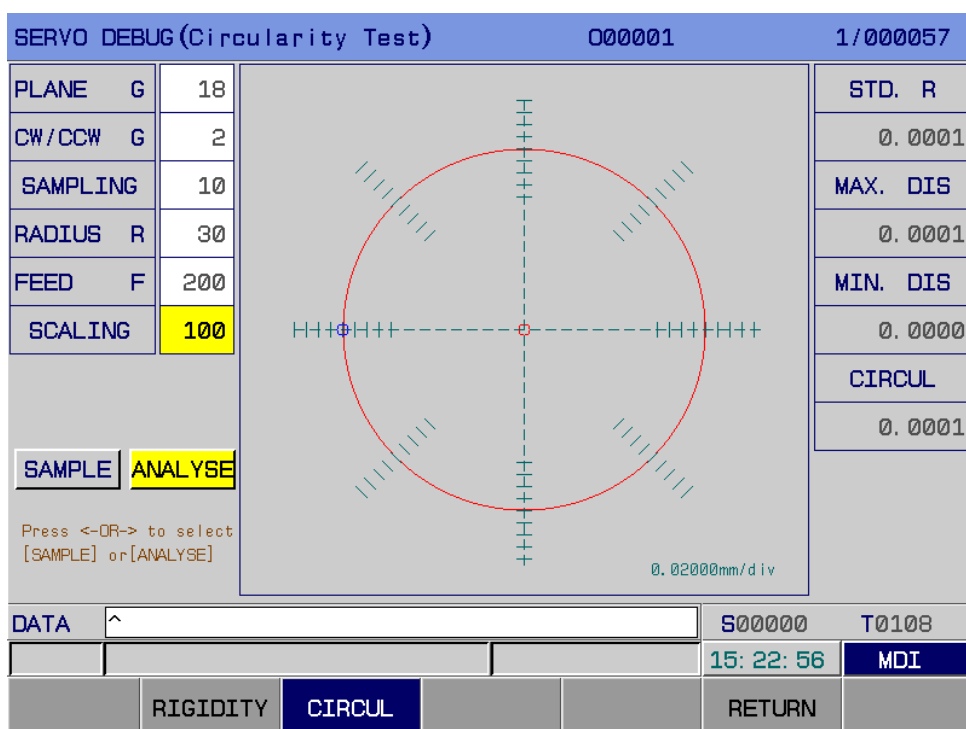 SERVO DEBUG(Circularity Test) O00001 1/000057
PLANE G 18
CW/CCW G 2
SAMPLING 10
RADIUS R 30
FEED F 200
SCALING 100
SAMPLE ANALYSE
Press <-OR-> to select
[SAMPLE] or[ANALYSE]
0.02000mm/div
STD. R
0.0001
MAX. DIS
0.0001
MIN. DIS
0.0000
CIRCUL
0.0001
DATA ^ S00000 T0108
15:22:56 MDI
RIGIDITY CIRCUL RETURN